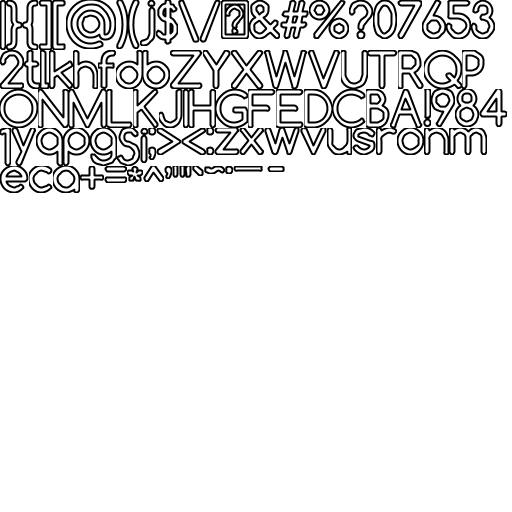 |}{][@)(j$\/&#%?07653
2tlkhfdbZYXWVUTRQP
ONMLKJIHGFEDCBA!984
1yqpgSi;><:zxwvusronm
eca+=*^,"'`~.—-